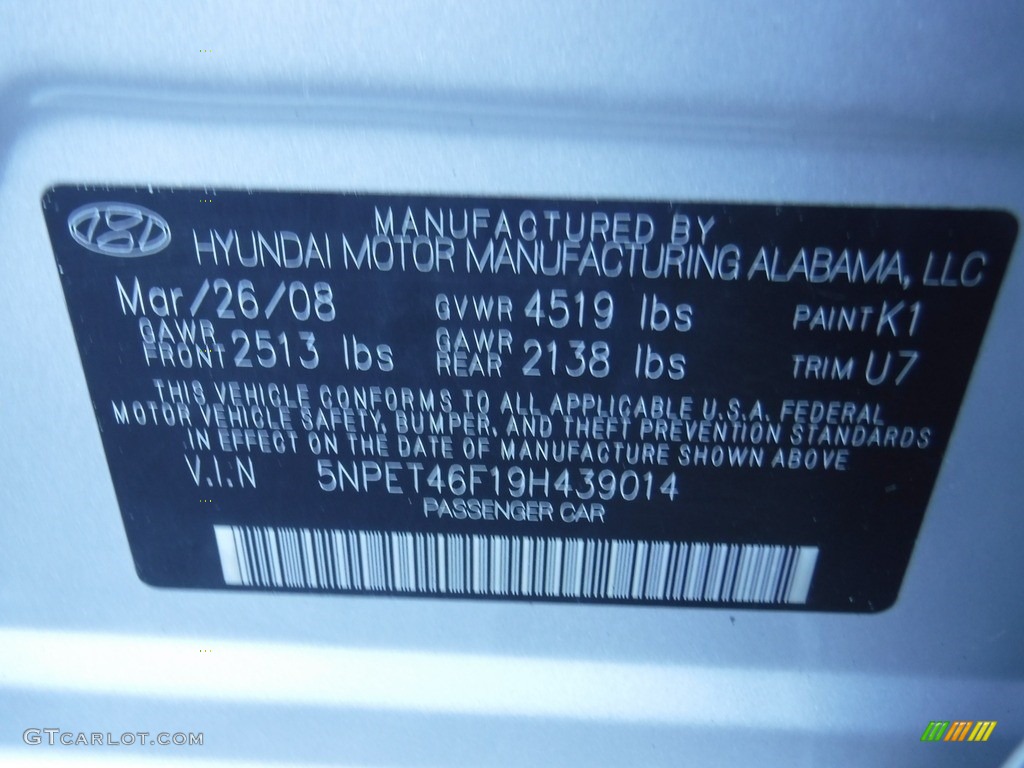 MANUFACTURED BY
HYUNDAI MOTOR MANUFACTURING ALABAMA, LLC
Mar/26/08 GVWR 4519 lbs PAINT K1
GAWR FRONT 2513 lbs GAWR REAR 2138 lbs TRIM U7
THIS VEHICLE CONFORMS TO ALL APPLICABLE U.S.A. FEDERAL
MOTOR VEHICLE SAFETY, BUMPER, AND THEFT PREVENTION STANDARDS
IN EFFECT ON THE DATE OF MANUFACTURE SHOWN ABOVE
V.I.N 5NPET46F19H439014
PASSENGER CAR
GTCARLOT.COM